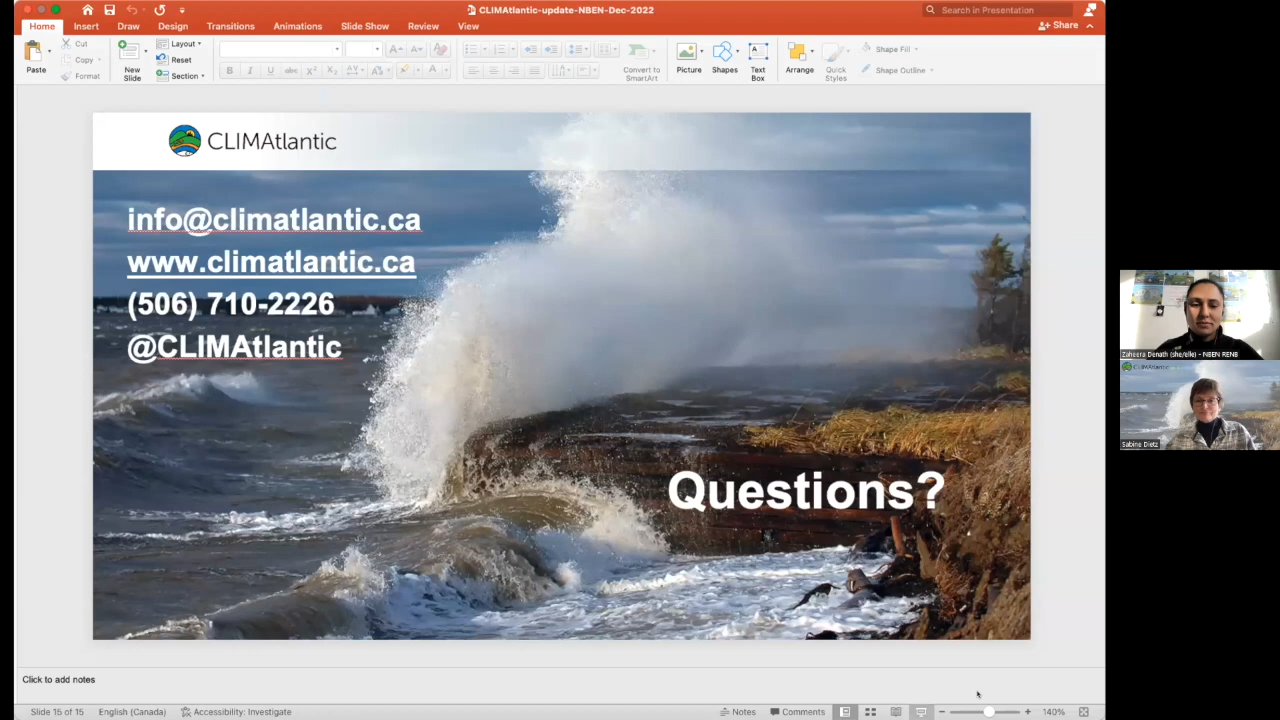 CLIMAtlantic-update-NBEN-Dec-2022
Search in Presentation
Home Insert Draw Design Transitions Animations Slide Show Review View
Share
Paste
Cut
Copy
Format
New Slide
Layout
Reset
Section
Convert to SmartArt
Picture
Shapes
Text Box
Arrange
Quick Styles
Shape Fill
Shape Outline
CLIMAtlantic
info@climatlantic.ca
www.climatlantic.ca
(506) 710-2226
@CLIMAtlantic
Questions?
Zaheera Denath (she/elle) - NBEN RENB
CLIMAtlantic
Sabine Dietz
Click to add notes
Slide 15 of 15 English (Canada) Accessibility: Investigate
Notes Comments 140%